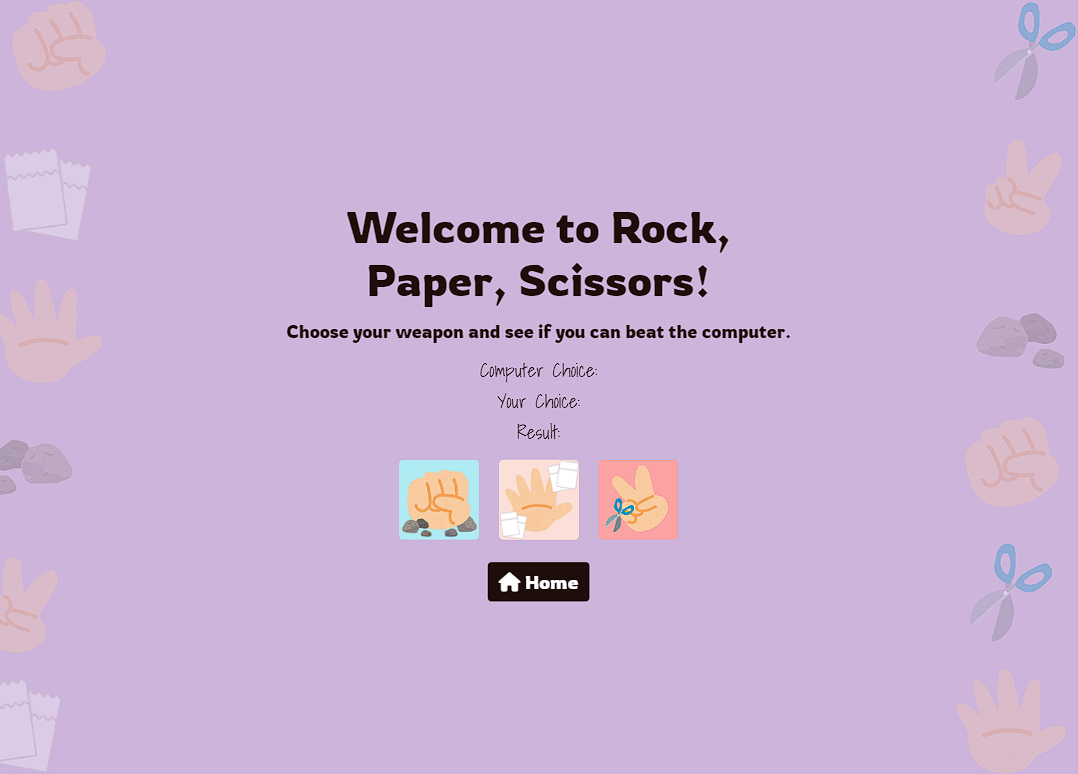 Welcome to Rock,
Paper, Scissors!
Choose your weapon and see if you can beat the computer.
Computer Choice:
Your Choice:
Result:
Home